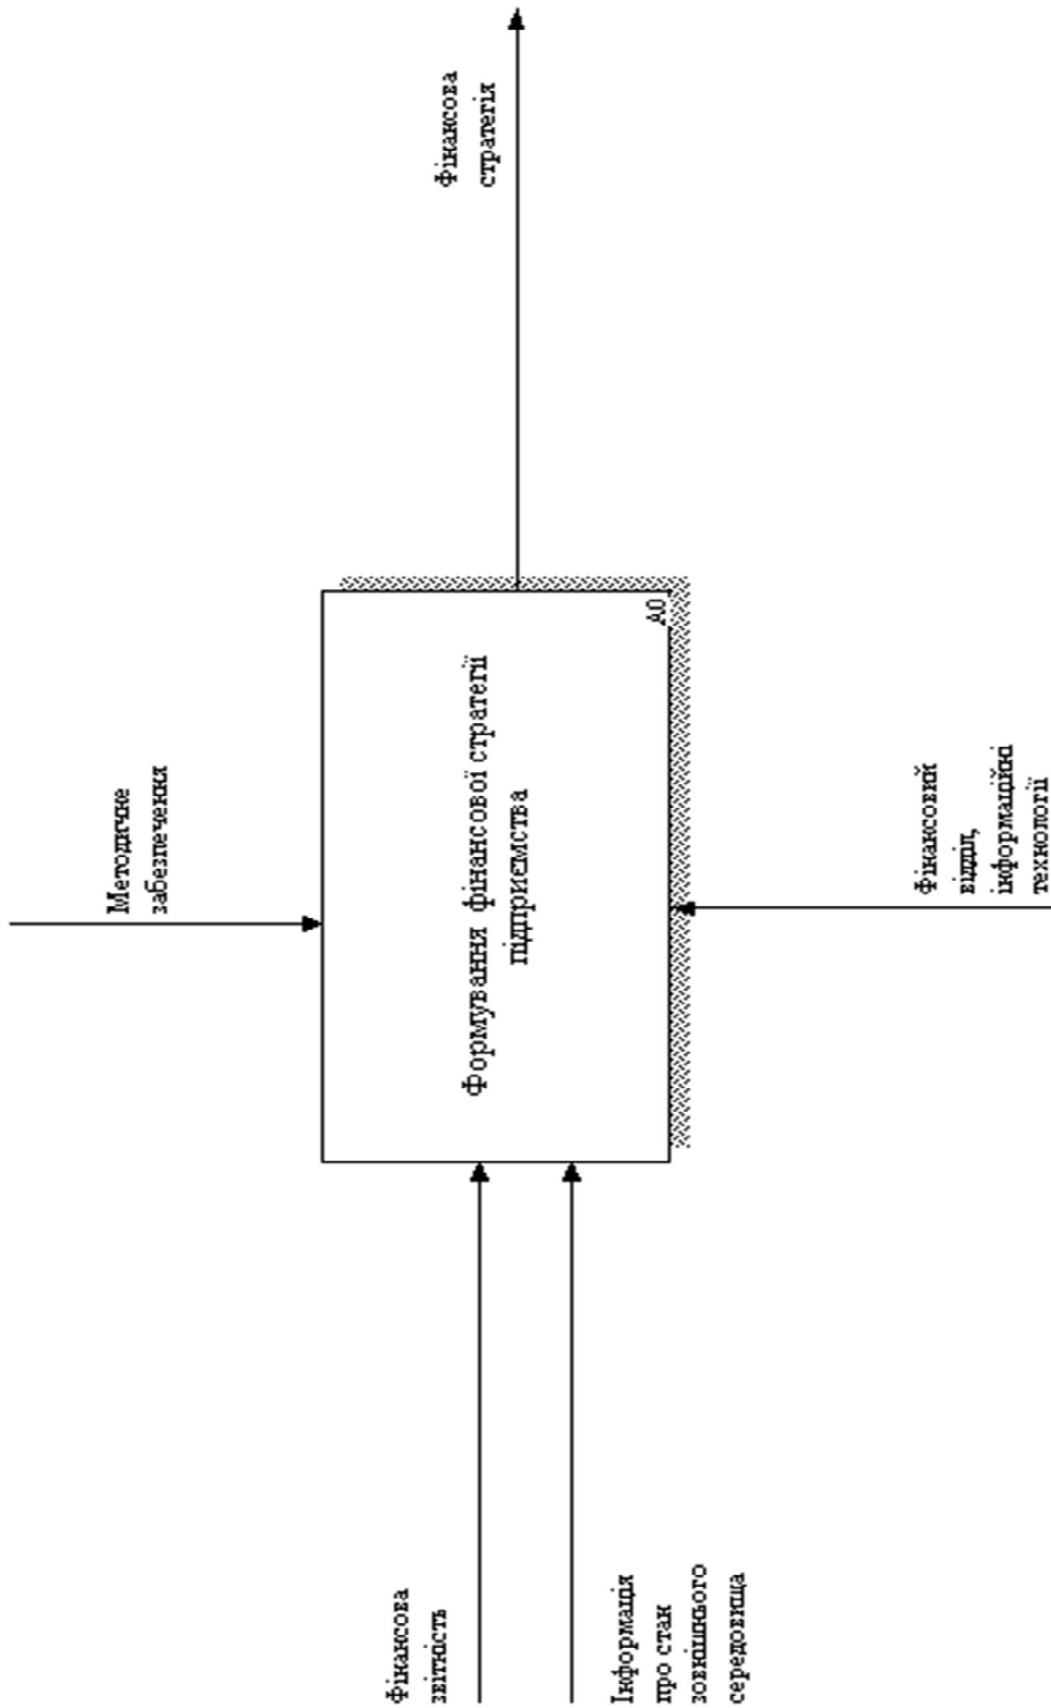 Методичне
забезпечення
Фінансова
звітність
Інформація
про стан
зовнішнього
середовища
Формування фінансової стратегії
підприємства
A0
Фінансова
стратегія
Фінансовий
відділ,
інформаційні
технології